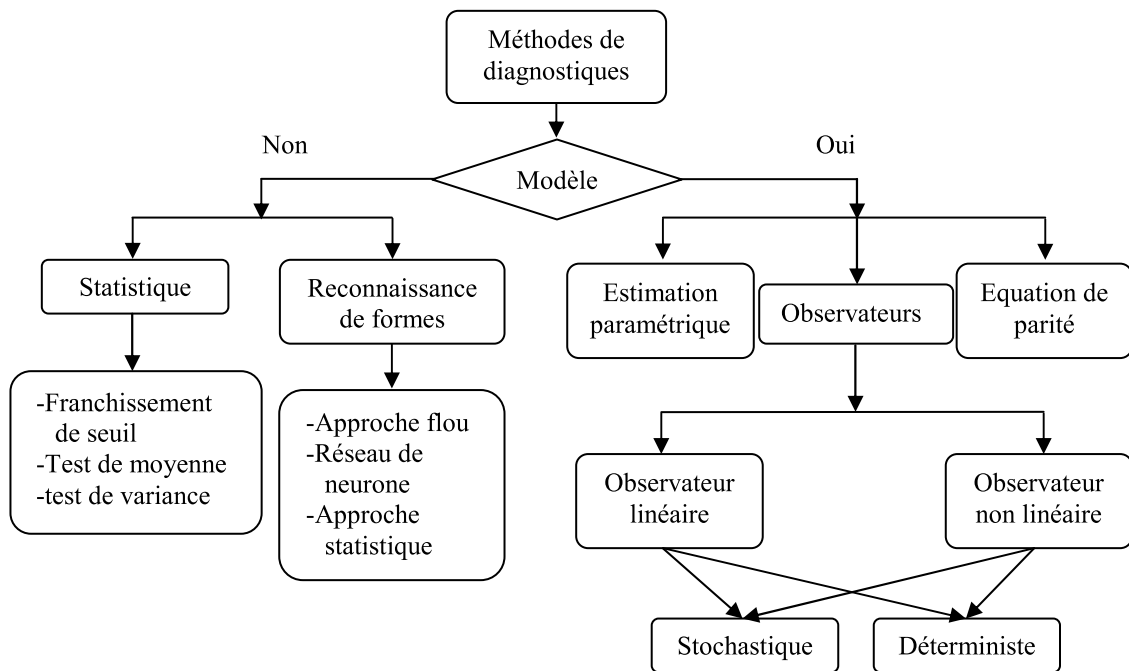 Méthodes de
diagnostiques
Non
Oui
Modèle
Statistique
Reconnaissance
de formes
Estimation
paramétrique
Observateurs
Equation de
parité
-Franchissement
de seuil
-Test de moyenne
-test de variance
-Approche flou
-Réseau de
neurone
-Approche
statistique
Observateur
linéaire
Observateur
non linéaire
Stochastique
Déterministe